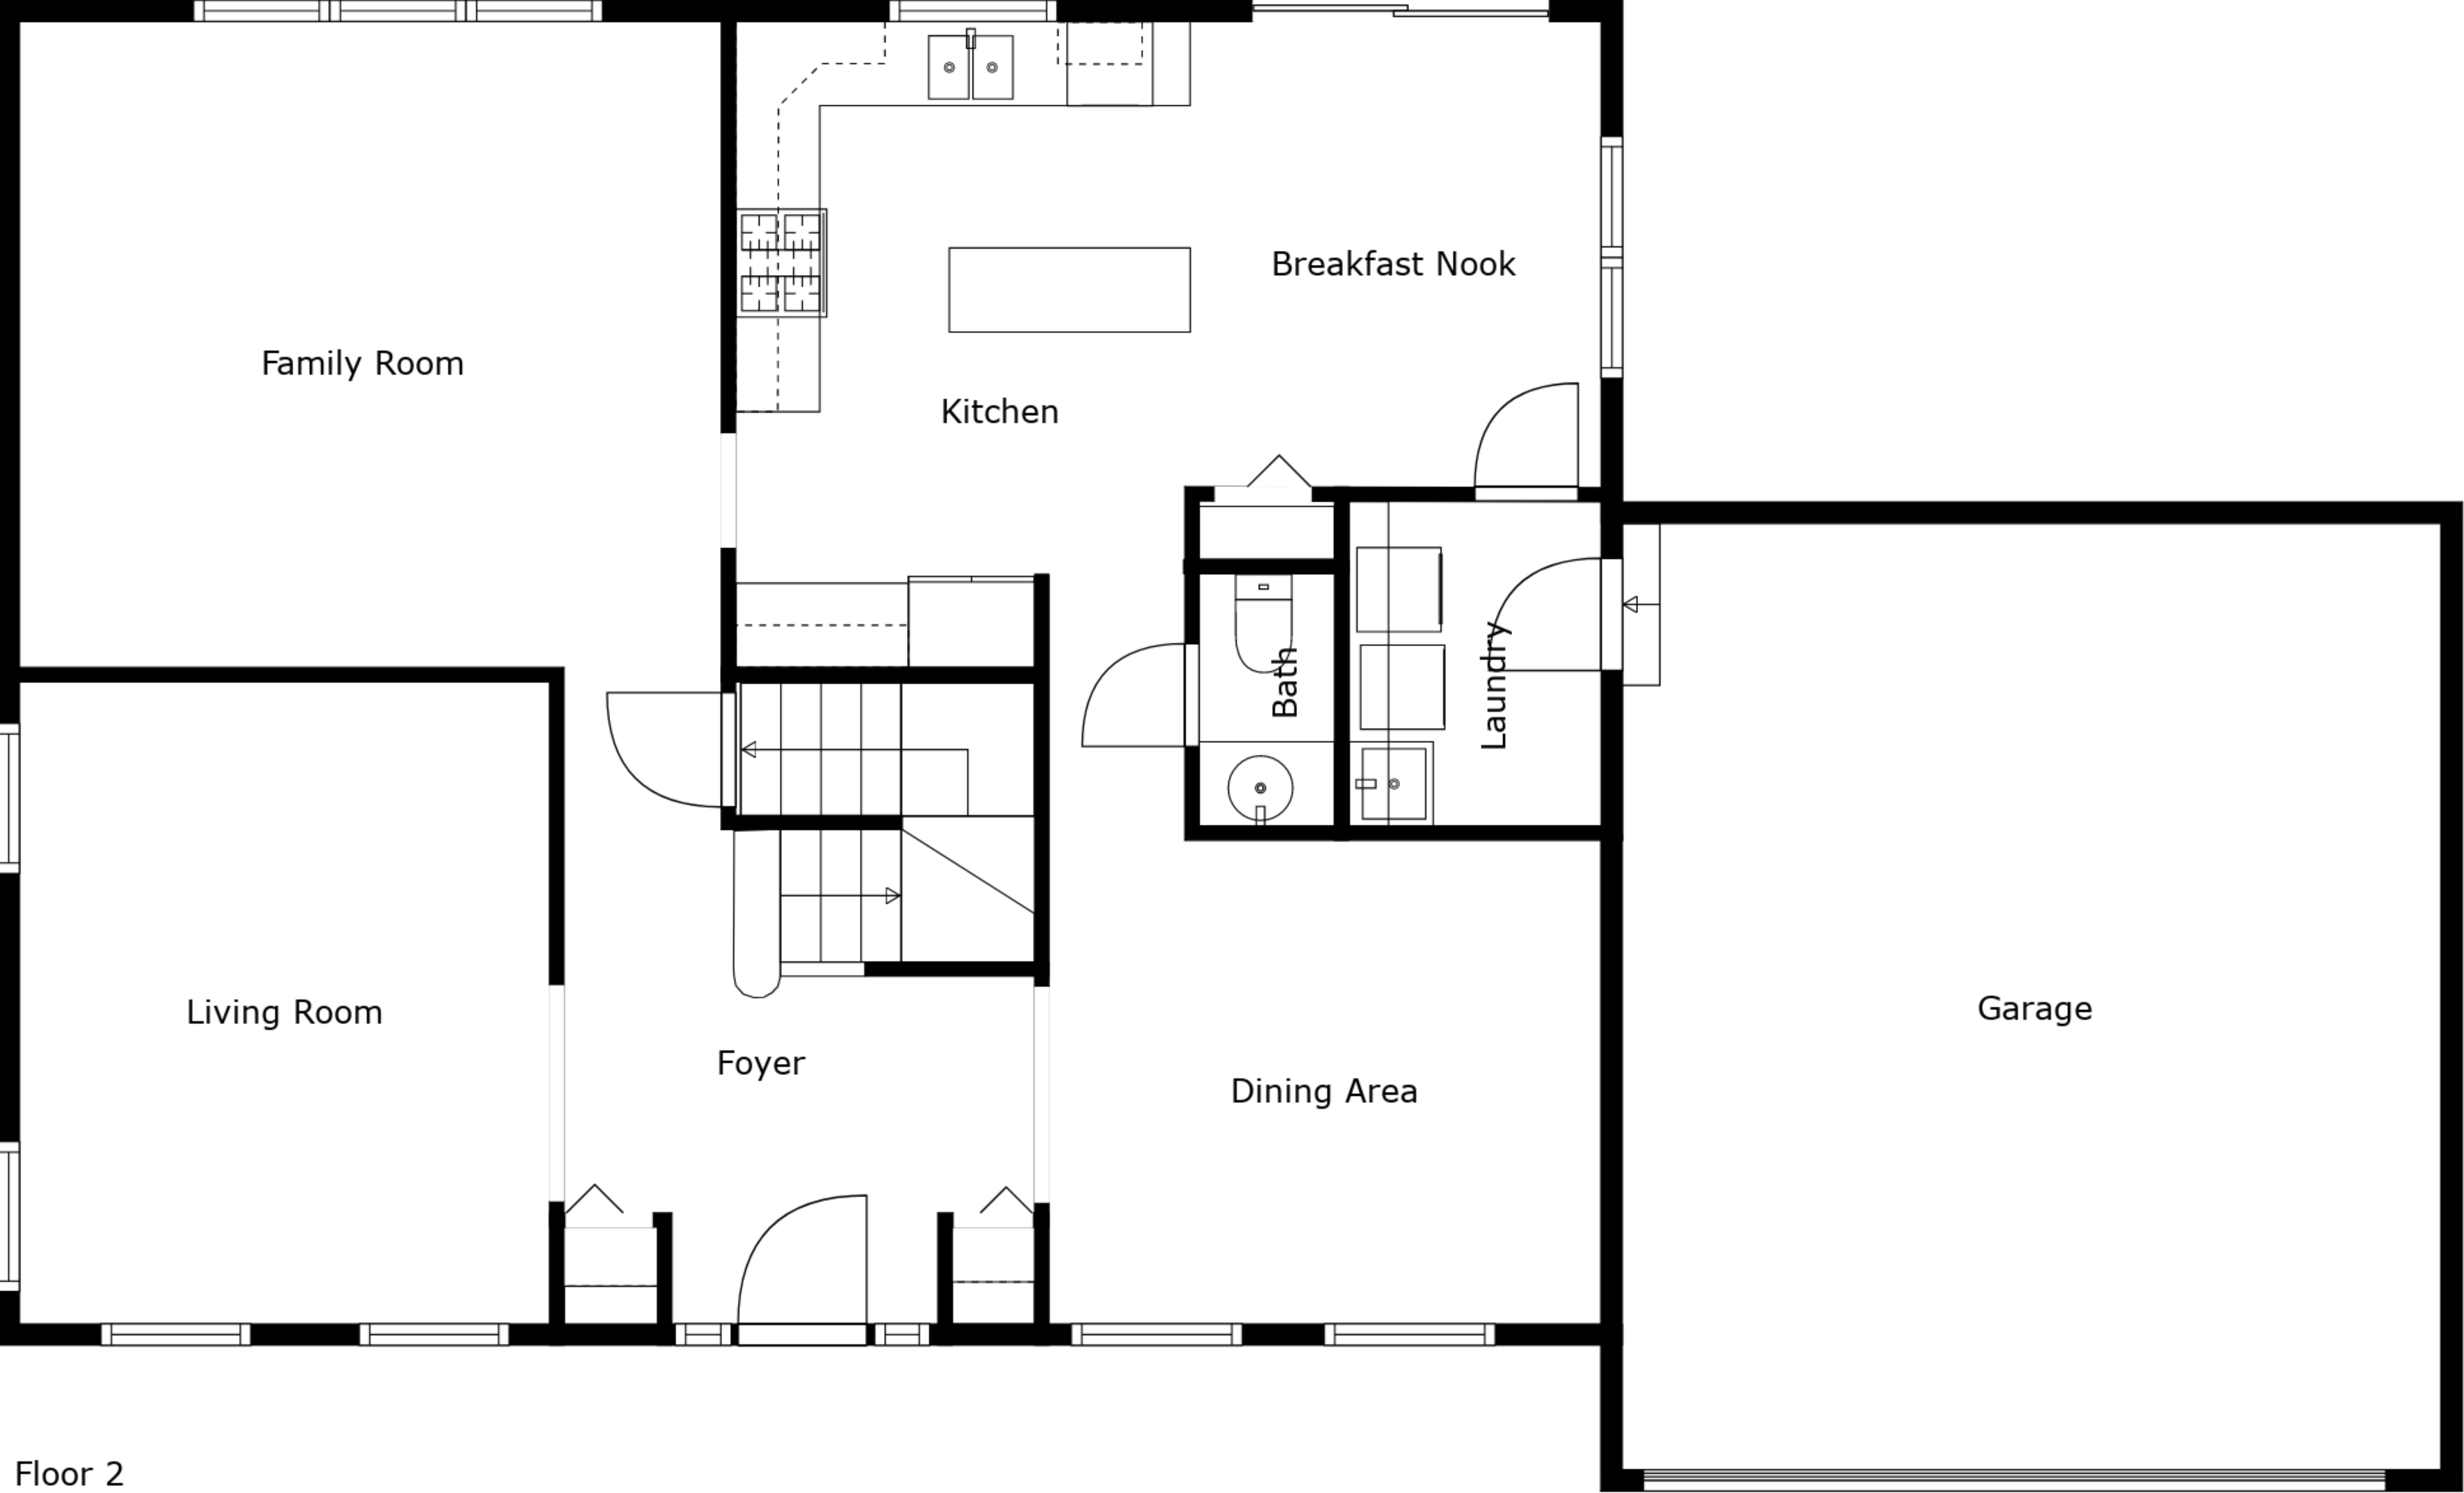 Breakfast Nook
Family Room
Kitchen
Bath
Laundry
Living Room
Garage
Foyer
Dining Area
Floor 2